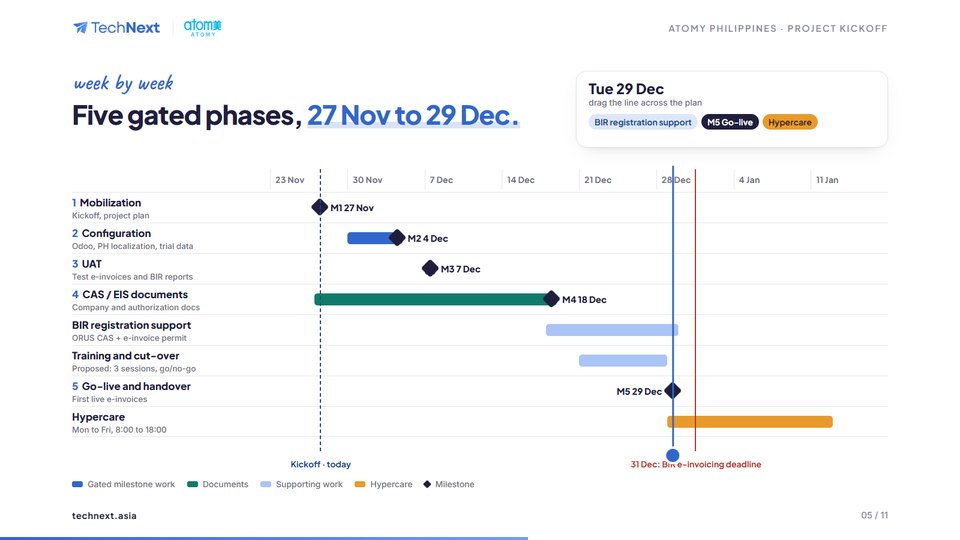 TechNext
atom美
ATOMY
ATOMY PHILIPPINES · PROJECT KICKOFF
week by week
Five gated phases, 27 Nov to 29 Dec.
Tue 29 Dec
drag the line across the plan
BIR registration support
M5 Go-live
Hypercare
23 Nov
30 Nov
7 Dec
14 Dec
21 Dec
28 Dec
4 Jan
11 Jan
1 Mobilization
Kickoff, project plan
M1 27 Nov
2 Configuration
Odoo, PH localization, trial data
M2 4 Dec
3 UAT
Test e-invoices and BIR reports
M3 7 Dec
4 CAS / EIS documents
Company and authorization docs
M4 18 Dec
BIR registration support
ORUS CAS + e-invoice permit
Training and cut-over
Proposed: 3 sessions, go/no-go
5 Go-live and handover
First live e-invoices
M5 29 Dec
Hypercare
Mon to Fri, 8:00 to 18:00
Kickoff · today
31 Dec: BIR e-invoicing deadline
Gated milestone work
Documents
Supporting work
Hypercare
Milestone
technext.asia
05 / 11